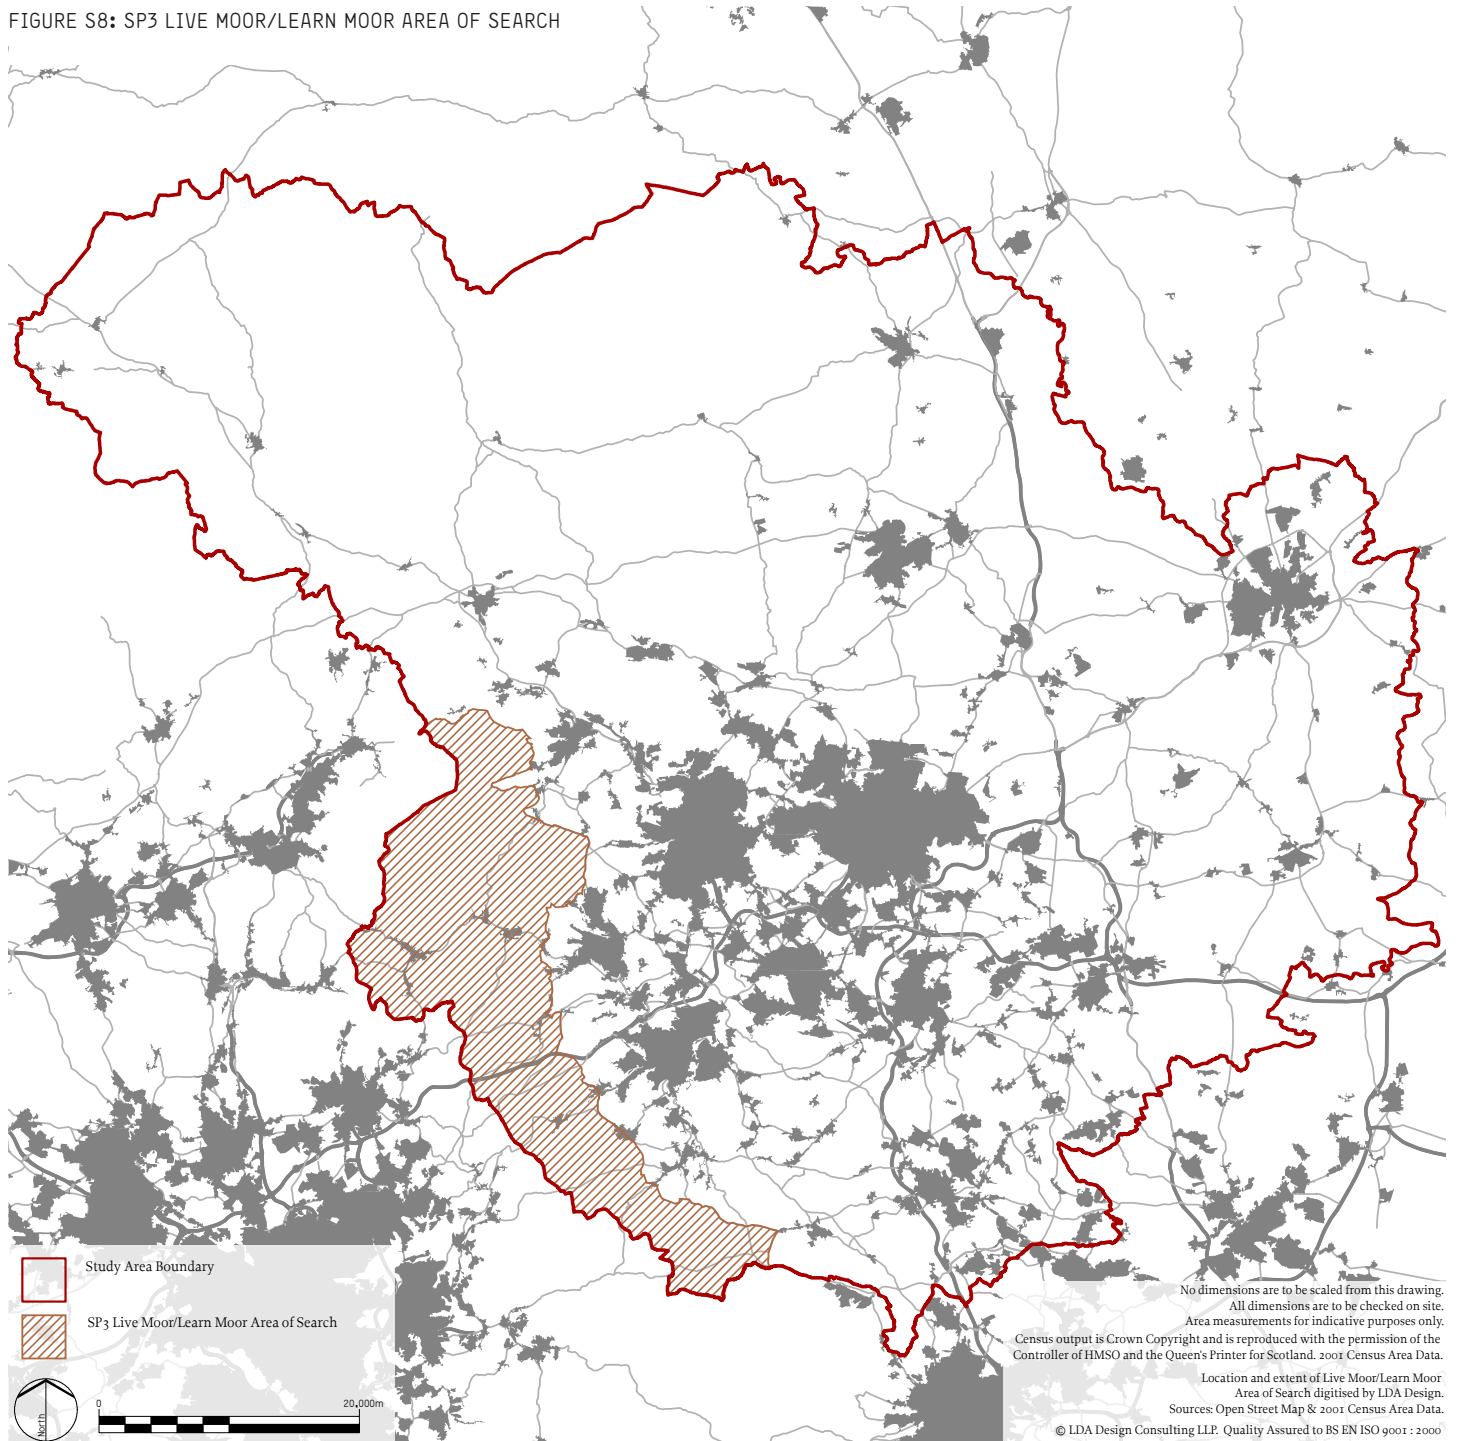 FIGURE S8: SP3 LIVE MOOR/LEARN MOOR AREA OF SEARCH
Study Area Boundary
SP3 Live Moor/Learn Moor Area of Search
North
0
20,000m
No dimensions are to be scaled from this drawing.
All dimensions are to be checked on site.
Area measurements for indicative purposes only.
Census output is Crown Copyright and is reproduced with the permission of the
Controller of HMSO and the Queen's Printer for Scotland. 2001 Census Area Data.
Location and extent of Live Moor/Learn Moor
Area of Search digitised by LDA Design.
Sources: Open Street Map & 2001 Census Area Data.
© LDA Design Consulting LLP. Quality Assured to BS EN ISO 9001 : 2000